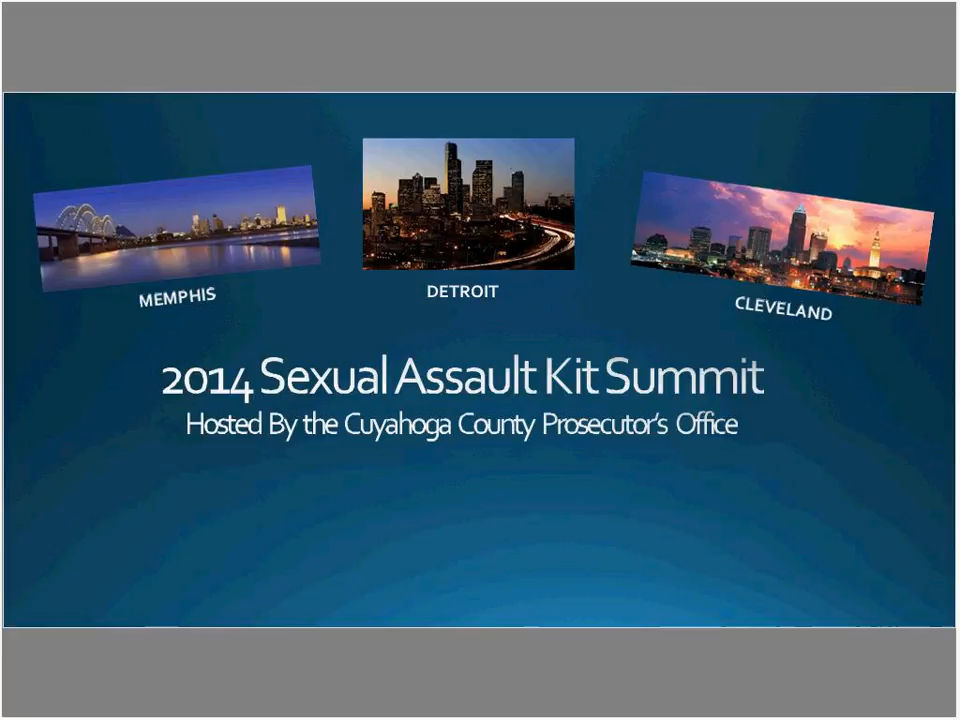 MEMPHIS
DETROIT
CLEVELAND
2014 Sexual Assault Kit Summit
Hosted By the Cuyahoga County Prosecutor's Office